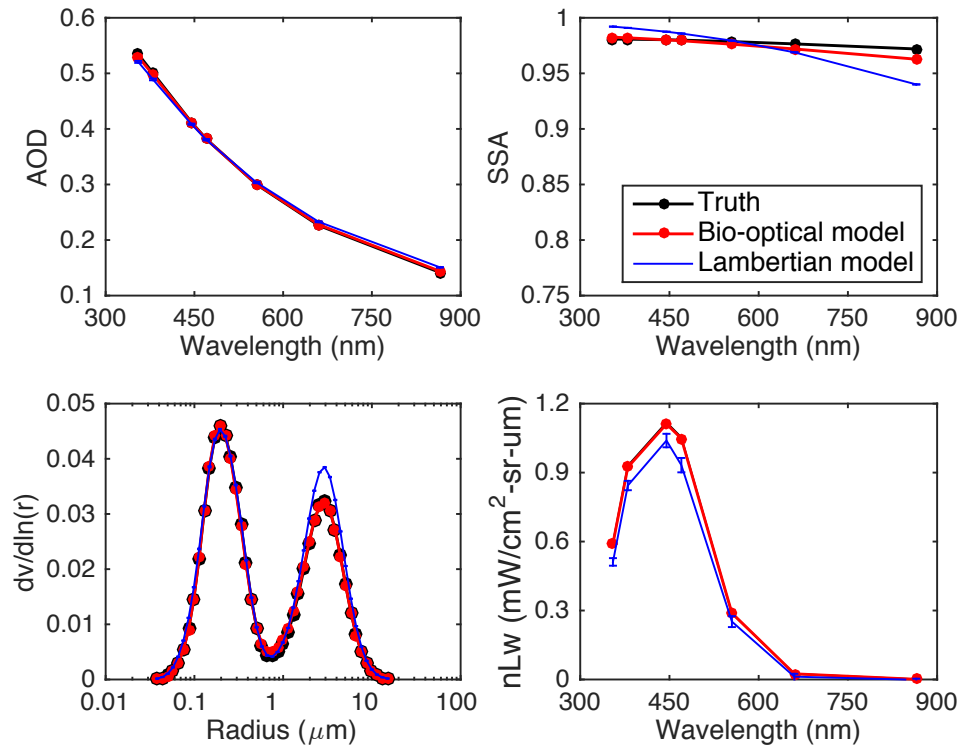 0.6
0.5
0.4
0.3
0.2
0.1
AOD
300 450 600 750 900
Wavelength (nm)
1
0.95
0.9
0.85
0.8
0.75
SSA
Truth
Bio-optical model
Lambertian model
300 450 600 750 900
Wavelength (nm)
0.05
0.04
0.03
0.02
0.01
0
dv/dln(r)
0.01 0.1 1 10 100
Radius (μm)
1.2
0.9
0.6
0.3
0
nLw (mW/cm²-sr-um)
300 450 600 750 900
Wavelength (nm)